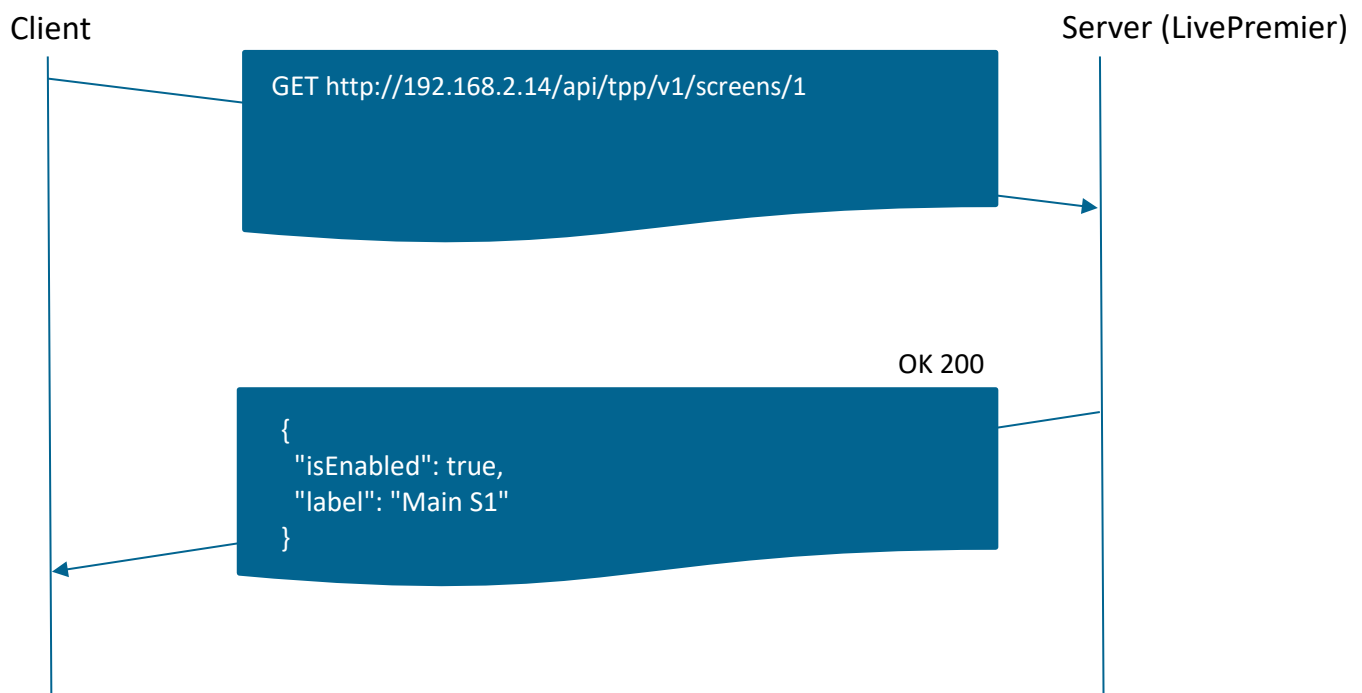 Client
Server (LivePremier)
GET http://192.168.2.14/api/tpp/v1/screens/1
OK 200
{
"isEnabled": true,
"label": "Main S1"
}